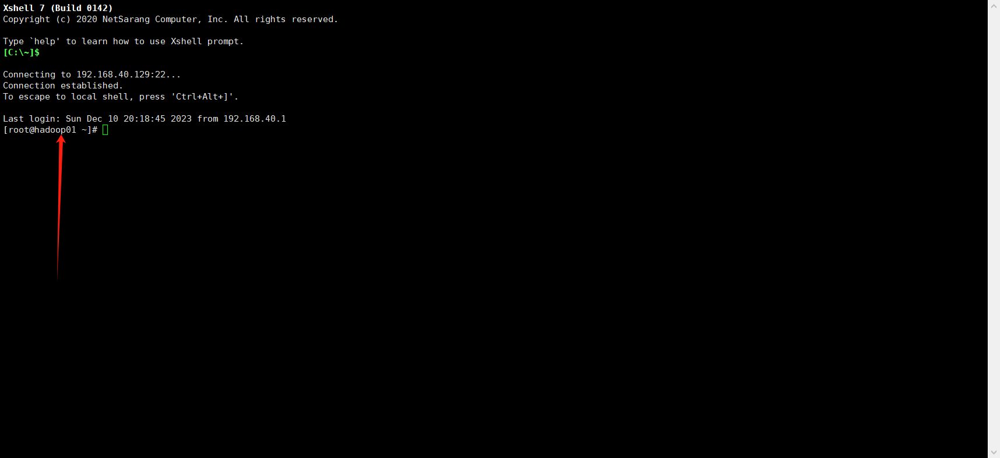 Xshell 7 (Build 0142)
Copyright (c) 2020 NetSarang Computer, Inc. All rights reserved.
Type `help' to learn how to use Xshell prompt.
[C:\~]$
Connecting to 192.168.40.129:22...
Connection established.
To escape to local shell, press 'Ctrl+Alt+]'.
Last login: Sun Dec 10 20:18:45 2023 from 192.168.40.1
[root@hadoop01 ~]#